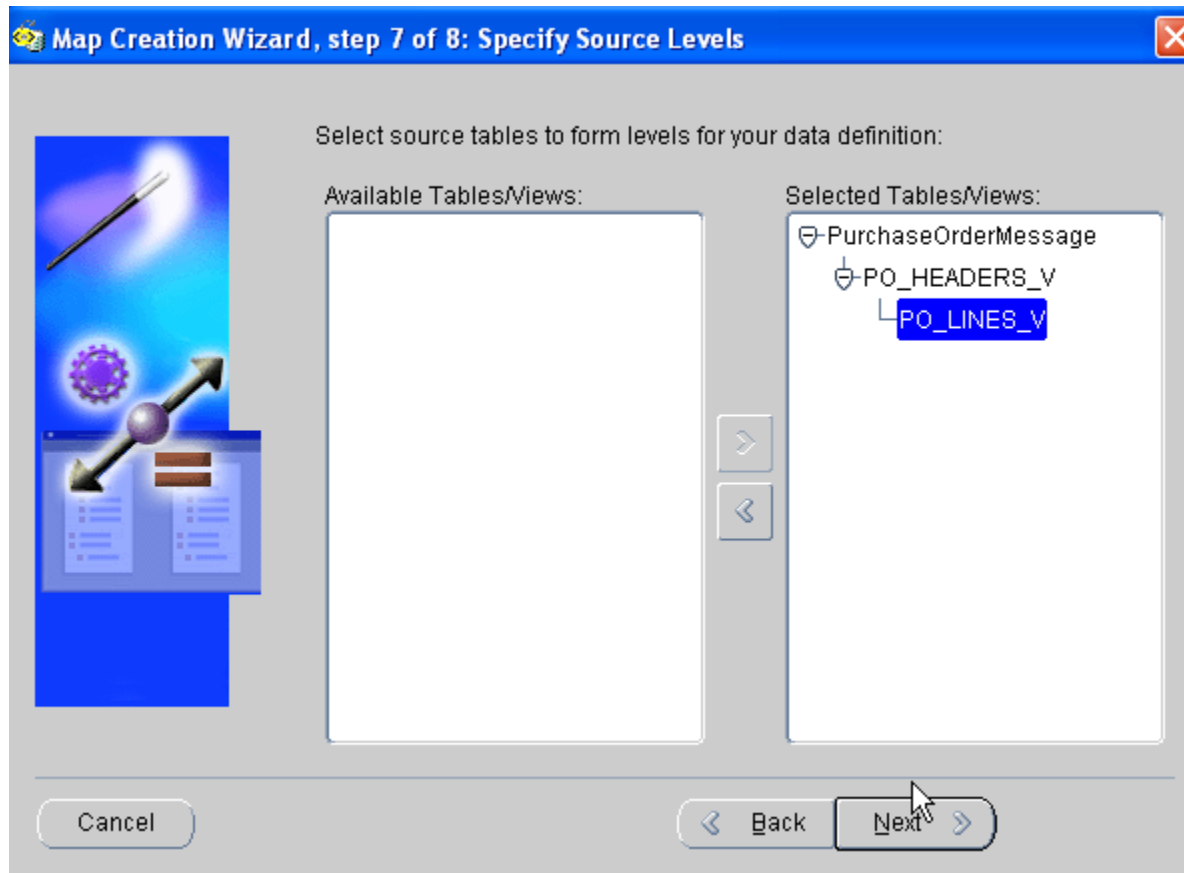 Map Creation Wizard, step 7 of 8: Specify Source Levels
Select source tables to form levels for your data definition:
Available Tables/Views:
Selected Tables/Views:
PurchaseOrderMessage
PO_HEADERS_V
PO_LINES_V
Cancel
Back
Next